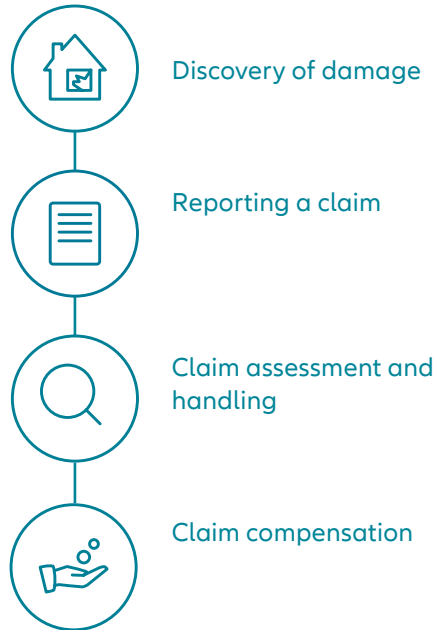 Discovery of damage
Reporting a claim
Claim assessment and
handling
Claim compensation